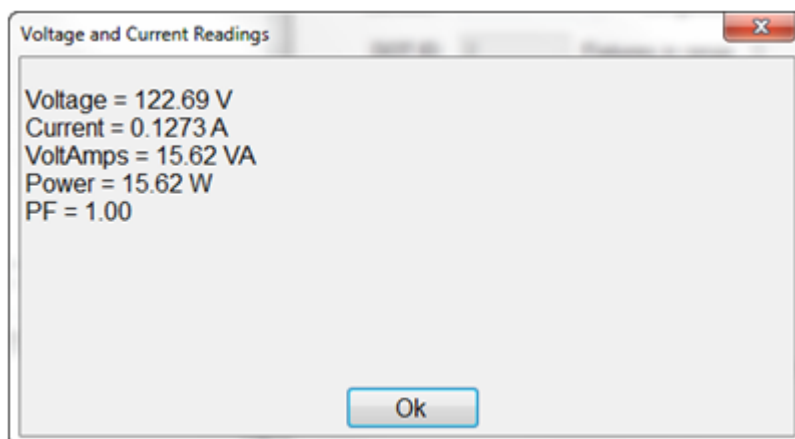 Voltage and Current Readings
Voltage = 122.69 V
Current = 0.1273 A
VoltAmps = 15.62 VA
Power = 15.62 W
PF = 1.00
Ok